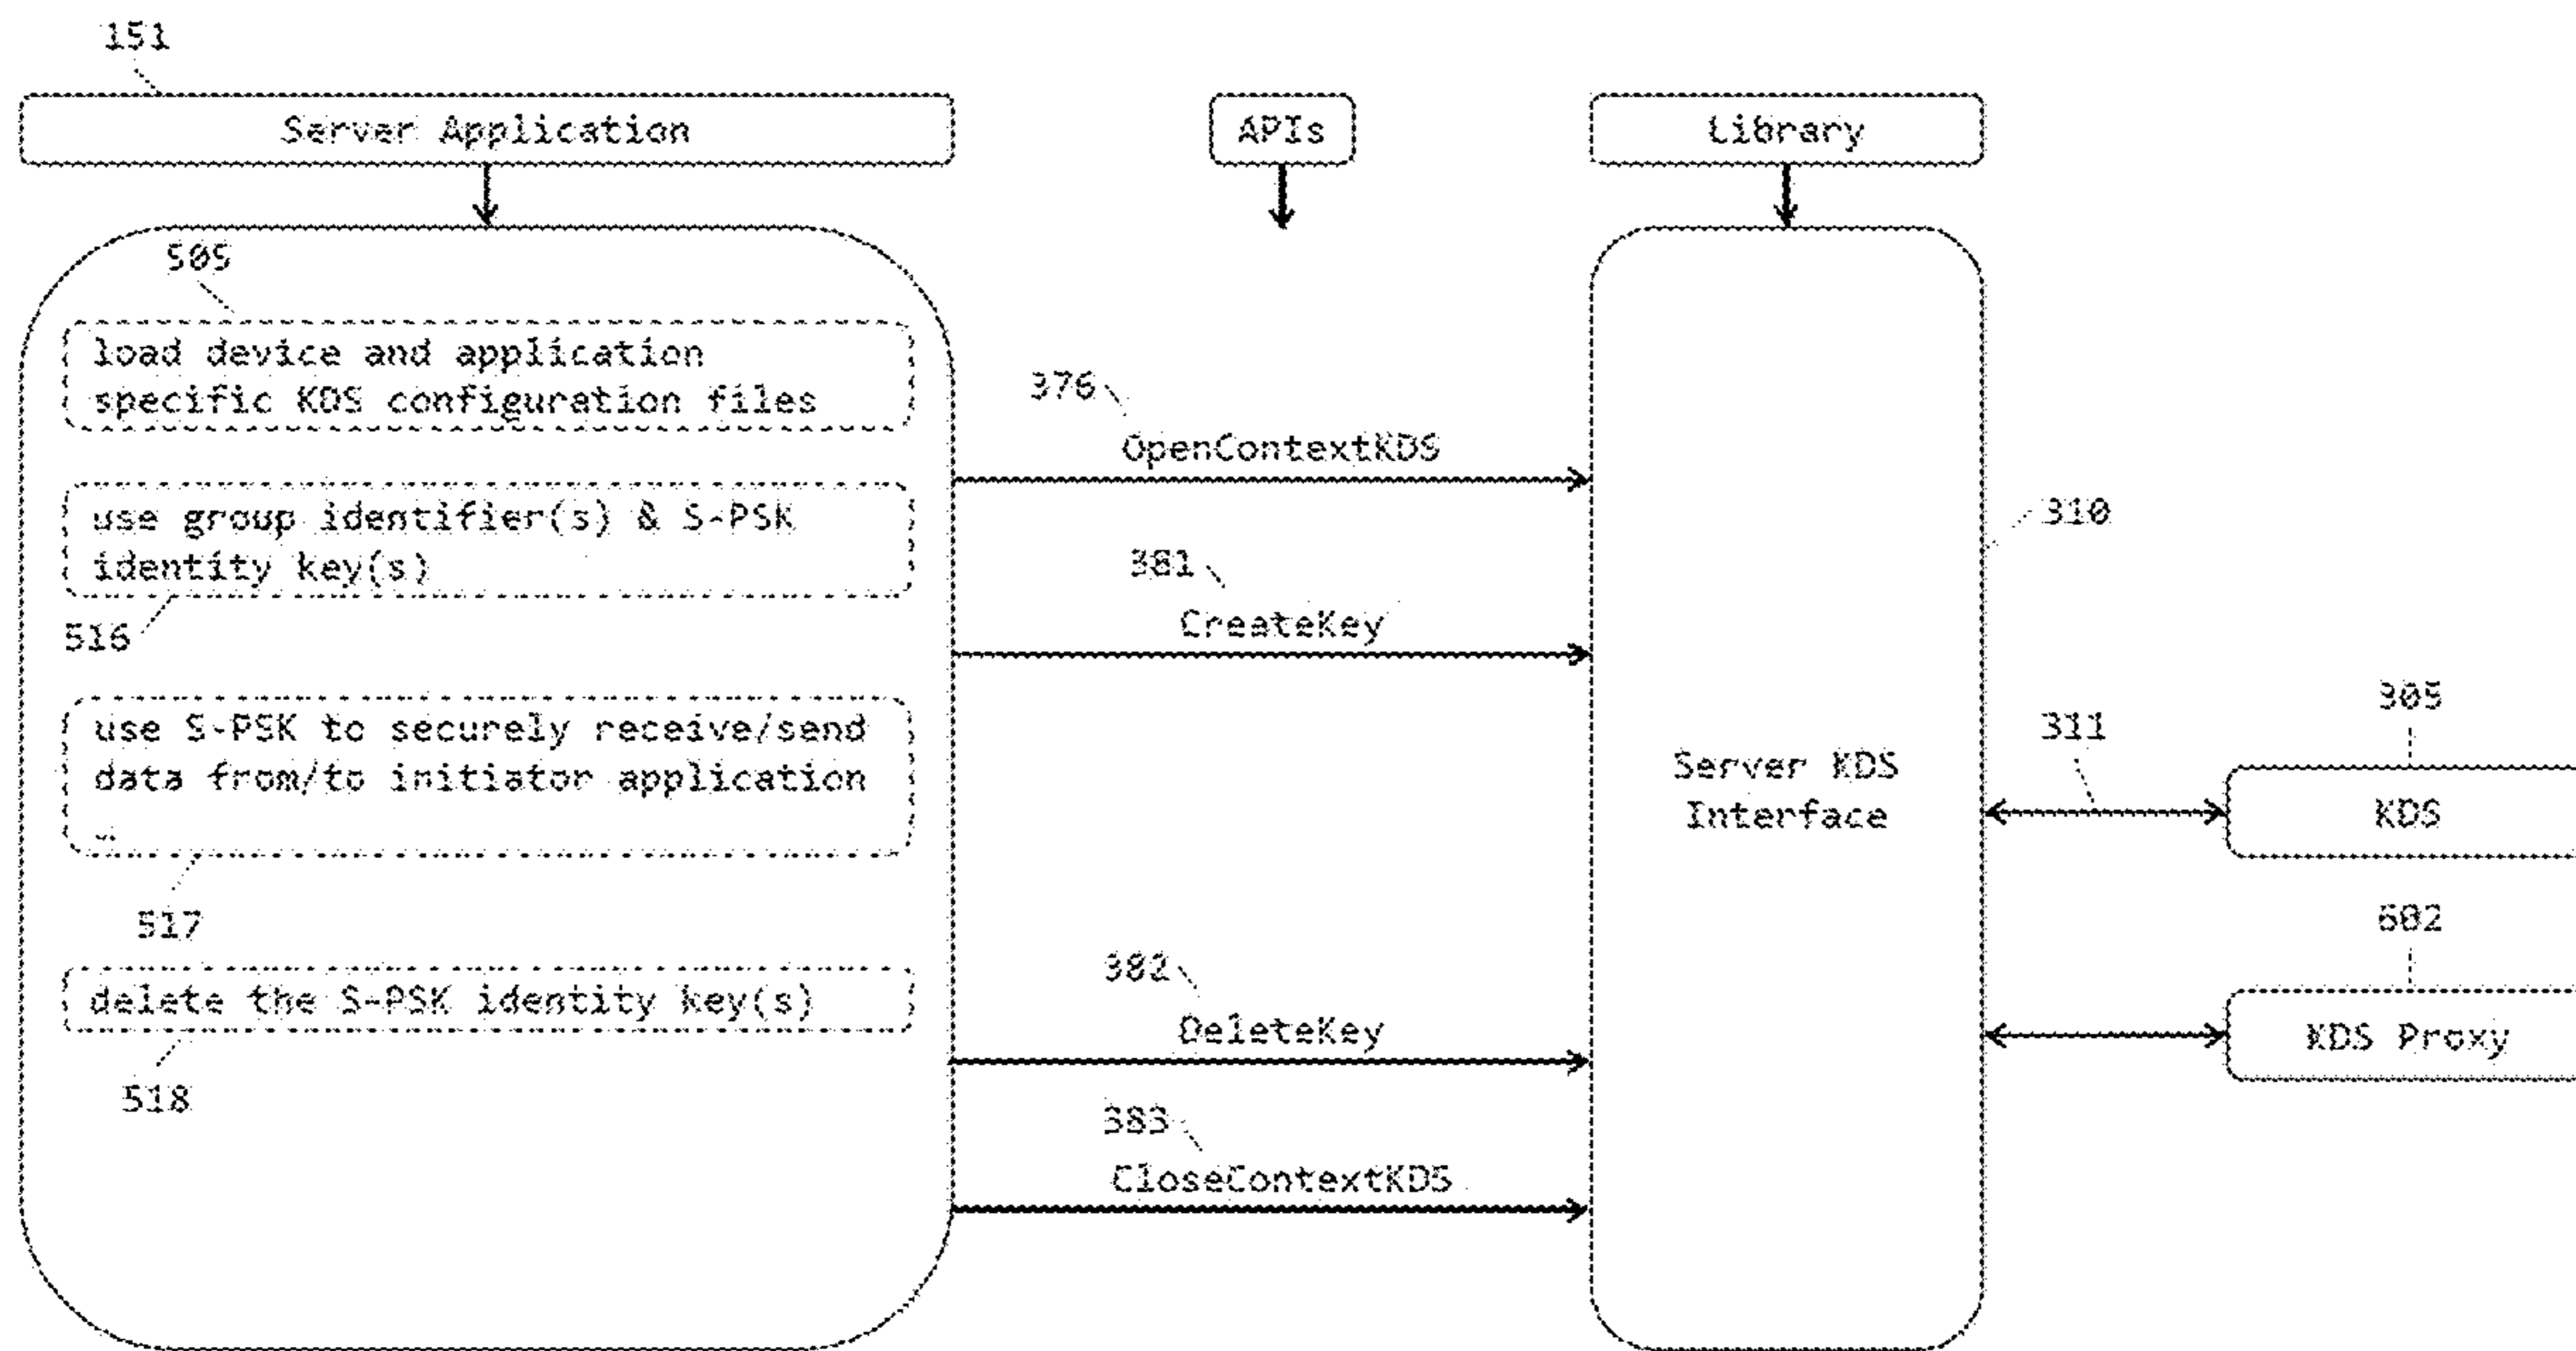 151
Server Application
APIs
Library
505
load device and application
specific KDS configuration files
376
OpenContextKDS
use group identifier(s) & S-PSK
identity key(s)
516
310
381
CreateKey
use S-PSK to securely receive/send
data from/to initiator application
…
517
Server KDS
Interface
311
305
KDS
602
KDS Proxy
382
DeleteKey
delete the S-PSK identity key(s)
518
383
CloseContextKDS